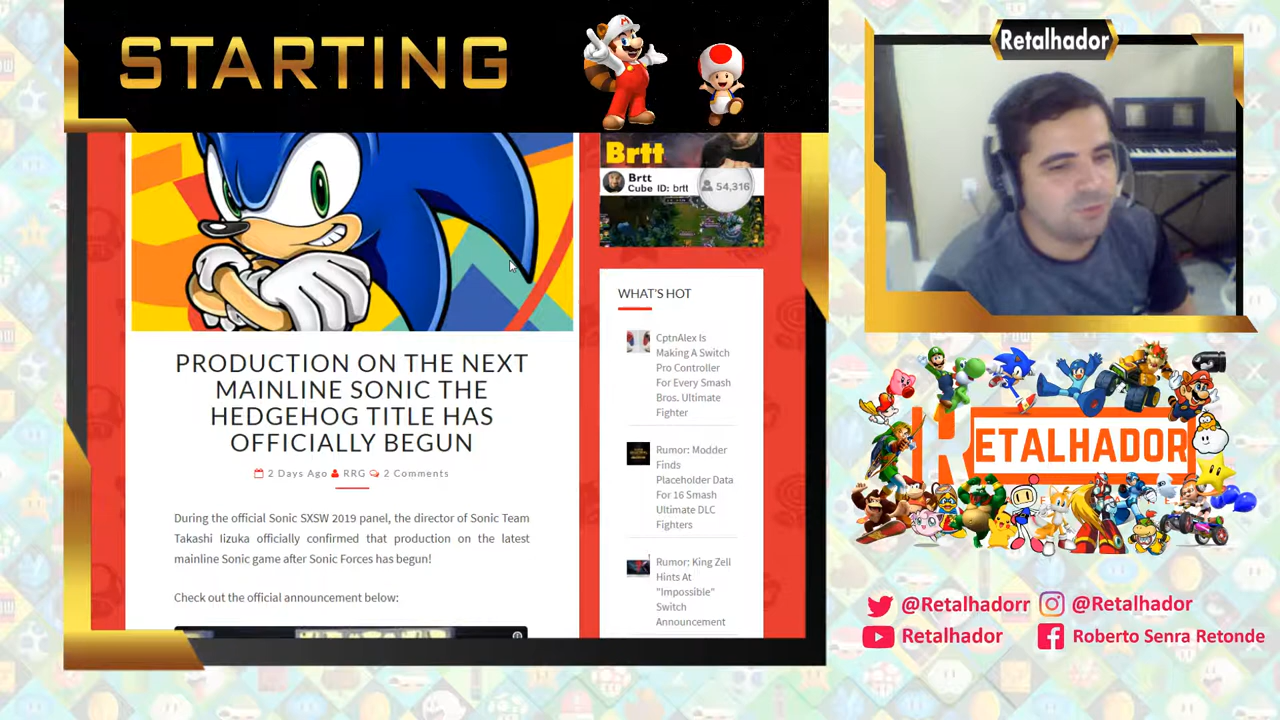 STARTING
Retalhador
Brtt
Brtt
Cube ID: brtt
54,316
WHAT'S HOT
CptnAlex Is
Making A Switch
Pro Controller
For Every Smash
Bros. Ultimate
Fighter
Rumor: Modder
Finds
Placeholder Data
For 16 Smash
Ultimate DLC
Fighters
Rumor: King Zell
Hints At
"Impossible"
Switch
Announcement
PRODUCTION ON THE NEXT
MAINLINE SONIC THE
HEDGEHOG TITLE HAS
OFFICIALLY BEGUN
2 Days Ago RRG 2 Comments
During the official Sonic SXSW 2019 panel, the director of Sonic Team
Takashi Iizuka officially confirmed that production on the latest
mainline Sonic game after Sonic Forces has begun!
Check out the official announcement below:
RETALHADOR
@Retalhadorr
@Retalhador
Retalhador
Roberto Senra Retonde